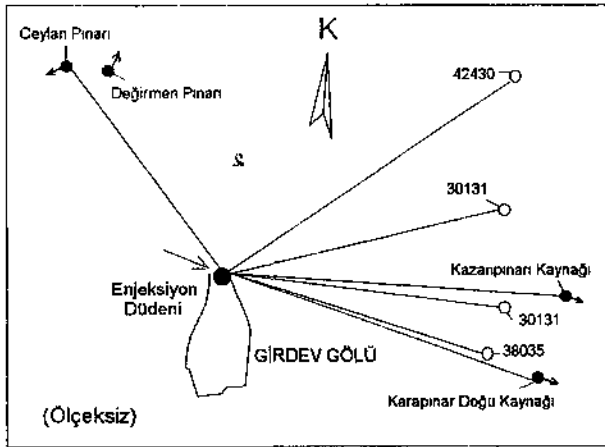 Ceylan Pınarı
K
42430
Değirmen Pınarı
30131
Kazanpınarı Kaynağı
Enjeksiyon
Düdeni
30131
38035
GİRDEV GÖLÜ
(Ölçeksiz)
Karapınar Doğu Kaynağı